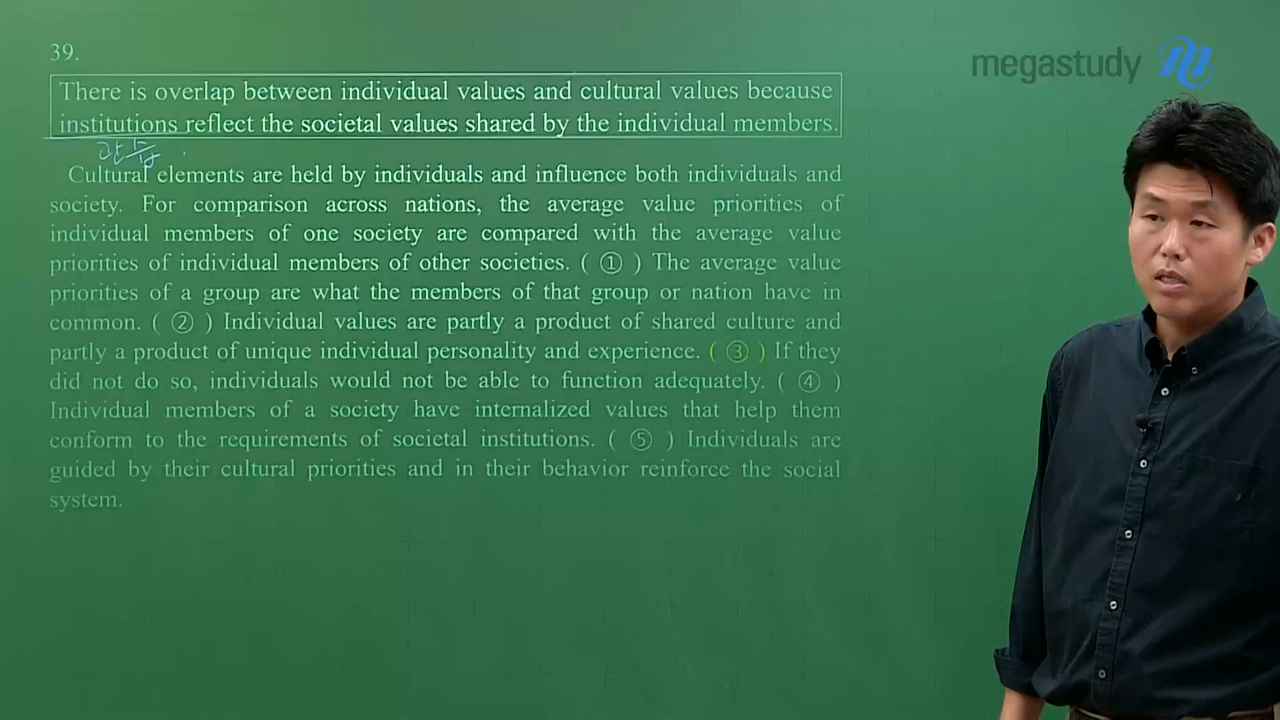 megastudy
39.
There is overlap between individual values and cultural values because
institutions reflect the societal values shared by the individual members.
관습
Cultural elements are held by individuals and influence both individuals and
society. For comparison across nations, the average value priorities of
individual members of one society are compared with the average value
priorities of individual members of other societies. ( ① ) The average value
priorities of a group are what the members of that group or nation have in
common. ( ② ) Individual values are partly a product of shared culture and
partly a product of unique individual personality and experience. ( ③ ) If they
did not do so, individuals would not be able to function adequately. ( ④ )
Individual members of a society have internalized values that help them
conform to the requirements of societal institutions. ( ⑤ ) Individuals are
guided by their cultural priorities and in their behavior reinforce the social
system.